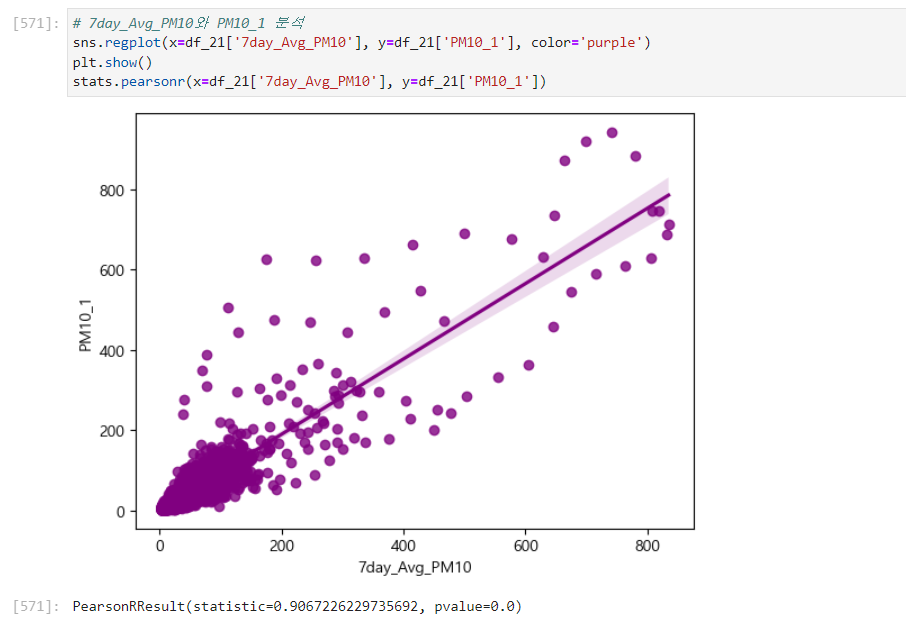 [571]: # 7day_Avg_PM10와 PM10_1 분석
sns.regplot(x=df_21['7day_Avg_PM10'], y=df_21['PM10_1'], color='purple')
plt.show()
stats.pearsonr(x=df_21['7day_Avg_PM10'], y=df_21['PM10_1'])
800
600
400
200
0
PM10_1
0 200 400 600 800
7day_Avg_PM10
[571]: PearsonRResult(statistic=0.9067226229735692, pvalue=0.0)